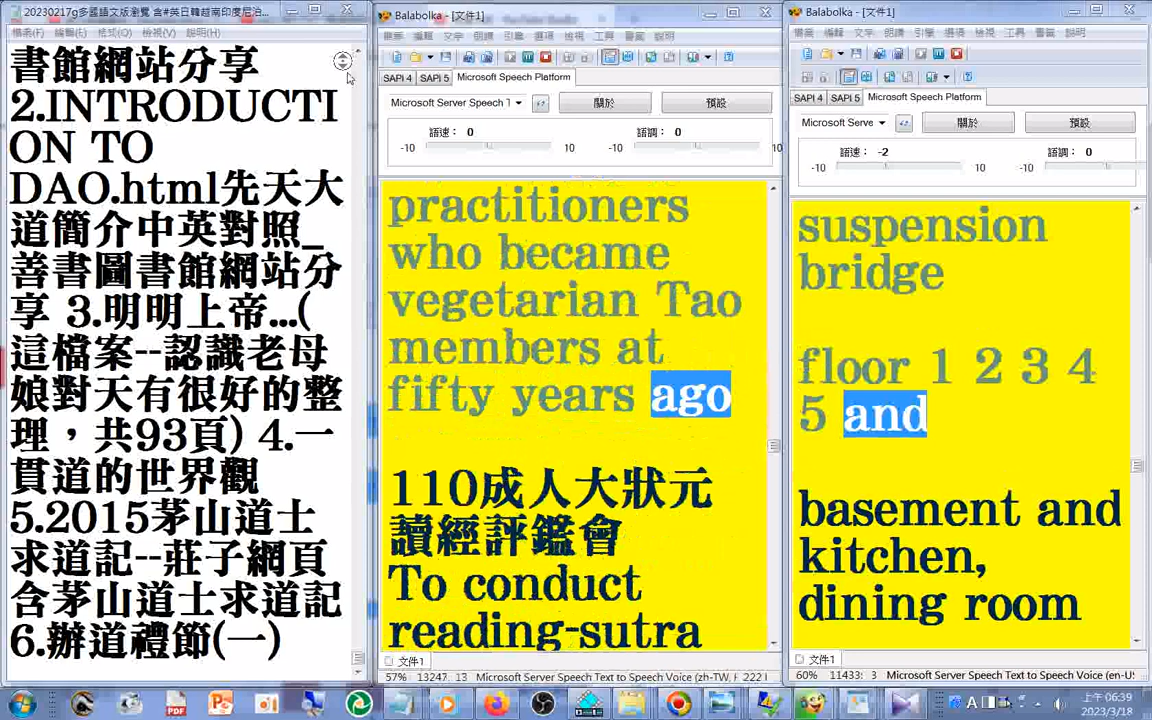 20230217g多國語文版瀏覽 含#英日韓越南印度尼泊...
檔案(F) 編輯(E) 格式(O) 檢視(V) 說明(H)
書館網站分享
2.INTRODUCTI
ON TO
DAO.html先天大
道簡介中英對照_
善書圖書館網站分
享 3.明明上帝...(
這檔案--認識老母
娘對天有很好的整
理，共93頁) 4.一
貫道的世界觀
5.2015茅山道士
求道記--莊子網頁
含茅山道士求道記
6.辦道禮節(一)
Balabolka - [文件1]
SAPI 4 SAPI 5 Microsoft Speech Platform
Microsoft Server Speech T 關於 預設
語速： 0 語調： 0
-10 10 -10 10
practitioners
who became
vegetarian Tao
members at
fifty years ago
110成人大狀元
讀經評鑑會
To conduct
reading-sutra
文件1
57% 13247: 13 Microsoft Server Speech Text to Speech Voice (zh-TW,
Balabolka - [文件1]
SAPI 4 SAPI 5 Microsoft Speech Platform
Microsoft Serve 關於 預設
語速： -2 語調： 0
-10 10 -10
suspension
bridge
floor 1 2 3 4
5 and
basement and
kitchen,
dining room
文件1
60% 11433: 3 Microsoft Server Speech Text to Speech Voice (en-U
上午 06:39
2023/3/18